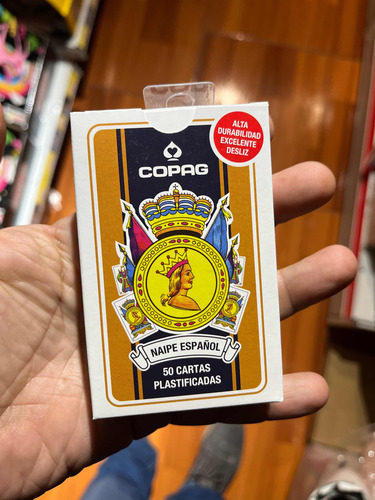 ALTA
DURABILIDAD
EXCELENTE
DESLIZ
COPAG
NAIPE ESPAÑOL
50 CARTAS
PLASTIFICADAS